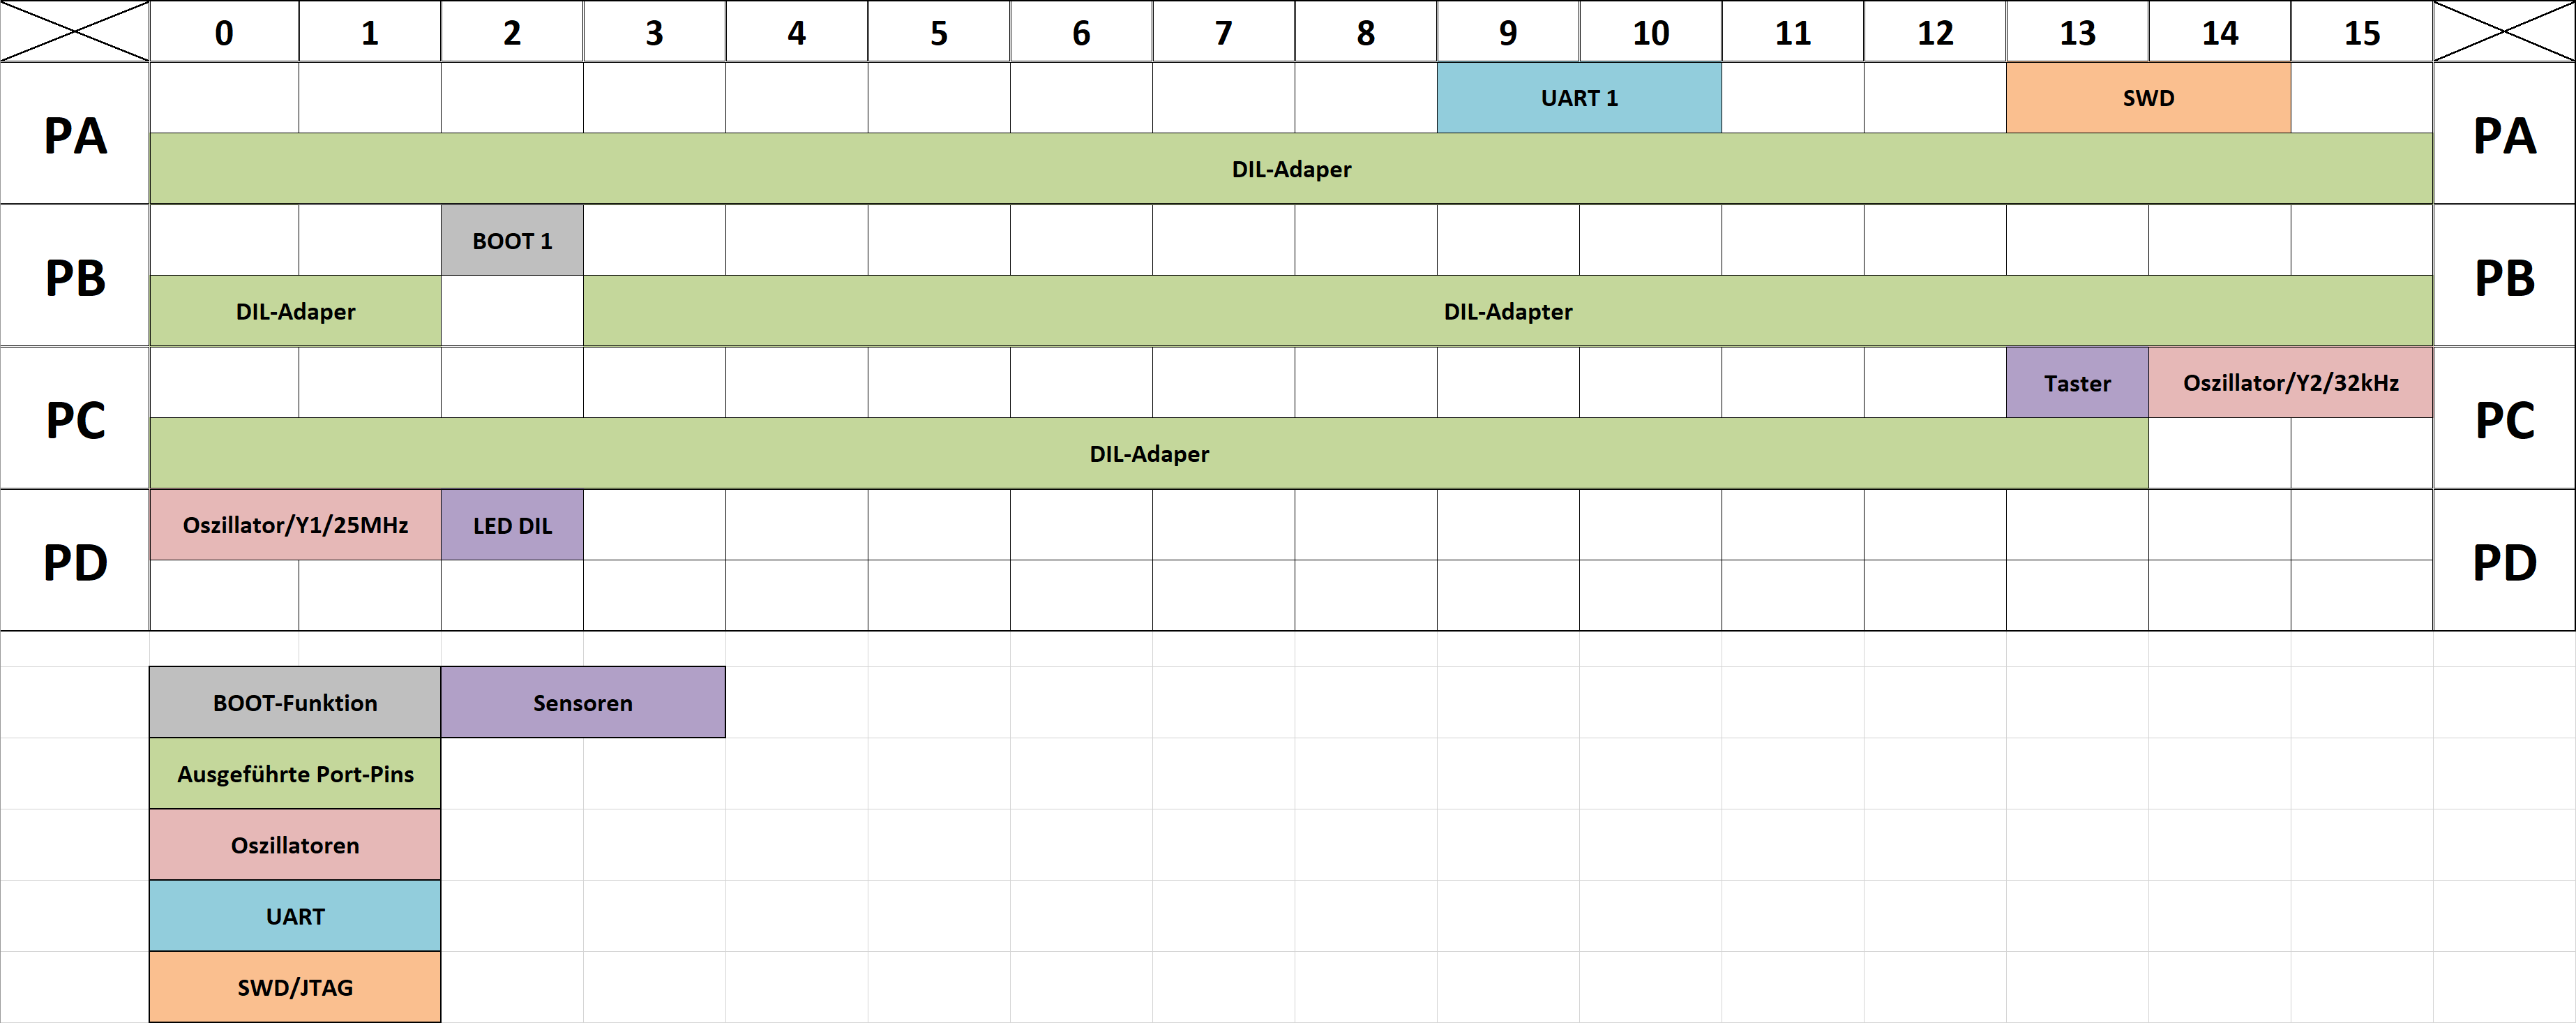 0 1 2 3 4 5 6 7 8 9 10 11 12 13 14 15
UART 1 SWD
PA PA
DIL-Adaper
BOOT 1
PB PB
DIL-Adaper DIL-Adapter
Taster Oszillator/Y2/32kHz
PC PC
DIL-Adaper
Oszillator/Y1/25MHz LED DIL
PD PD
BOOT-Funktion Sensoren
Ausgeführte Port-Pins
Oszillatoren
UART
SWD/JTAG